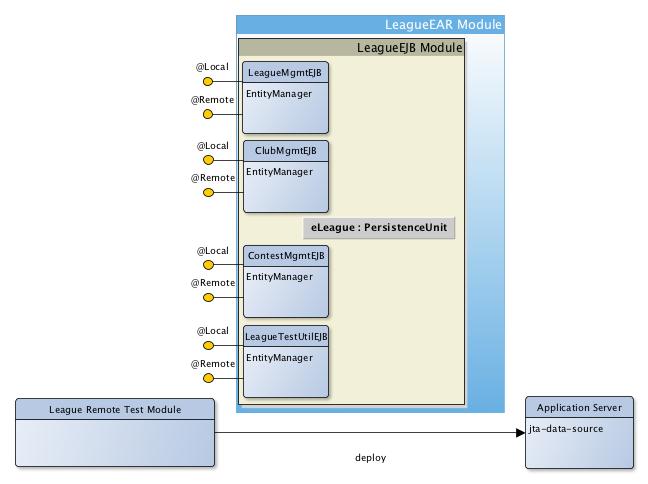 LeagueEAR Module
LeagueEJB Module
@Local
LeagueMgmtEJB
EntityManager
@Remote
@Local
ClubMgmtEJB
EntityManager
@Remote
eLeague : PersistenceUnit
@Local
ContestMgmtEJB
EntityManager
@Remote
@Local
LeagueTestUtilEJB
EntityManager
@Remote
League Remote Test Module
Application Server
jta-data-source
deploy